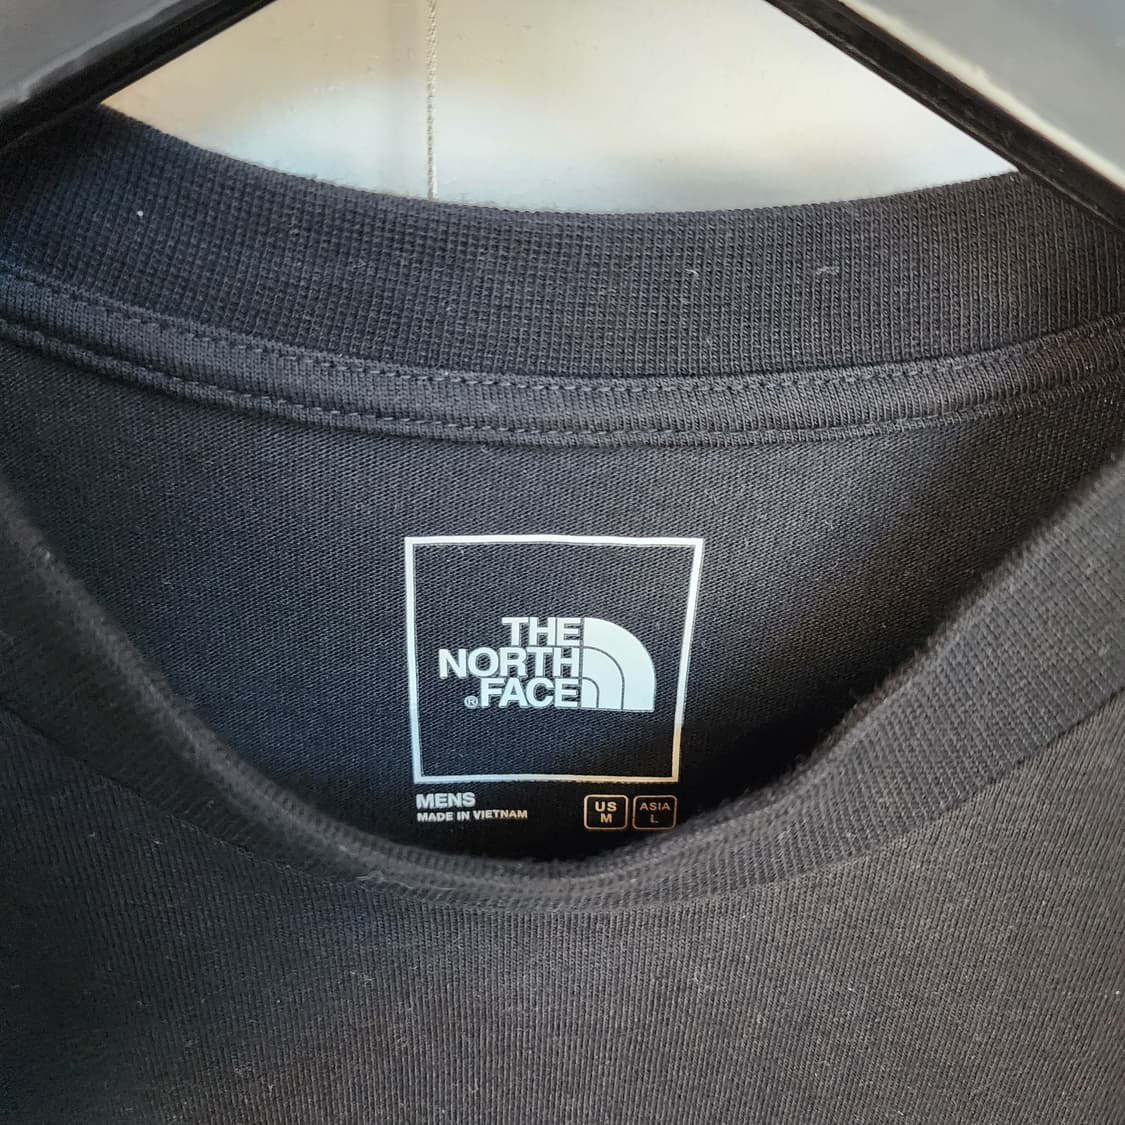 THE
NORTH
®FACE
MENS
MADE IN VIETNAM
US
M
ASIA
L